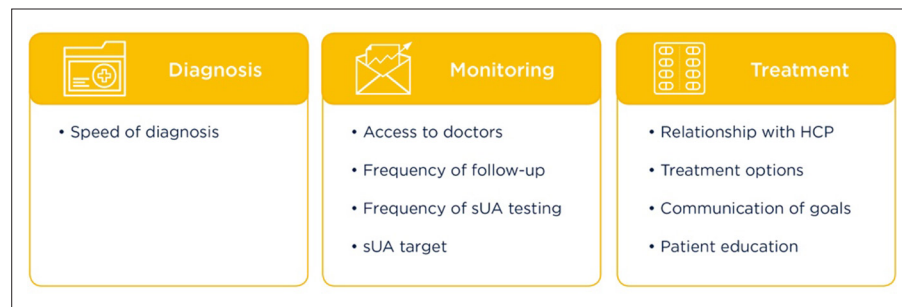 Diagnosis
• Speed of diagnosis
Monitoring
• Access to doctors
• Frequency of follow-up
• Frequency of sUA testing
• sUA target
Treatment
• Relationship with HCP
• Treatment options
• Communication of goals
• Patient education